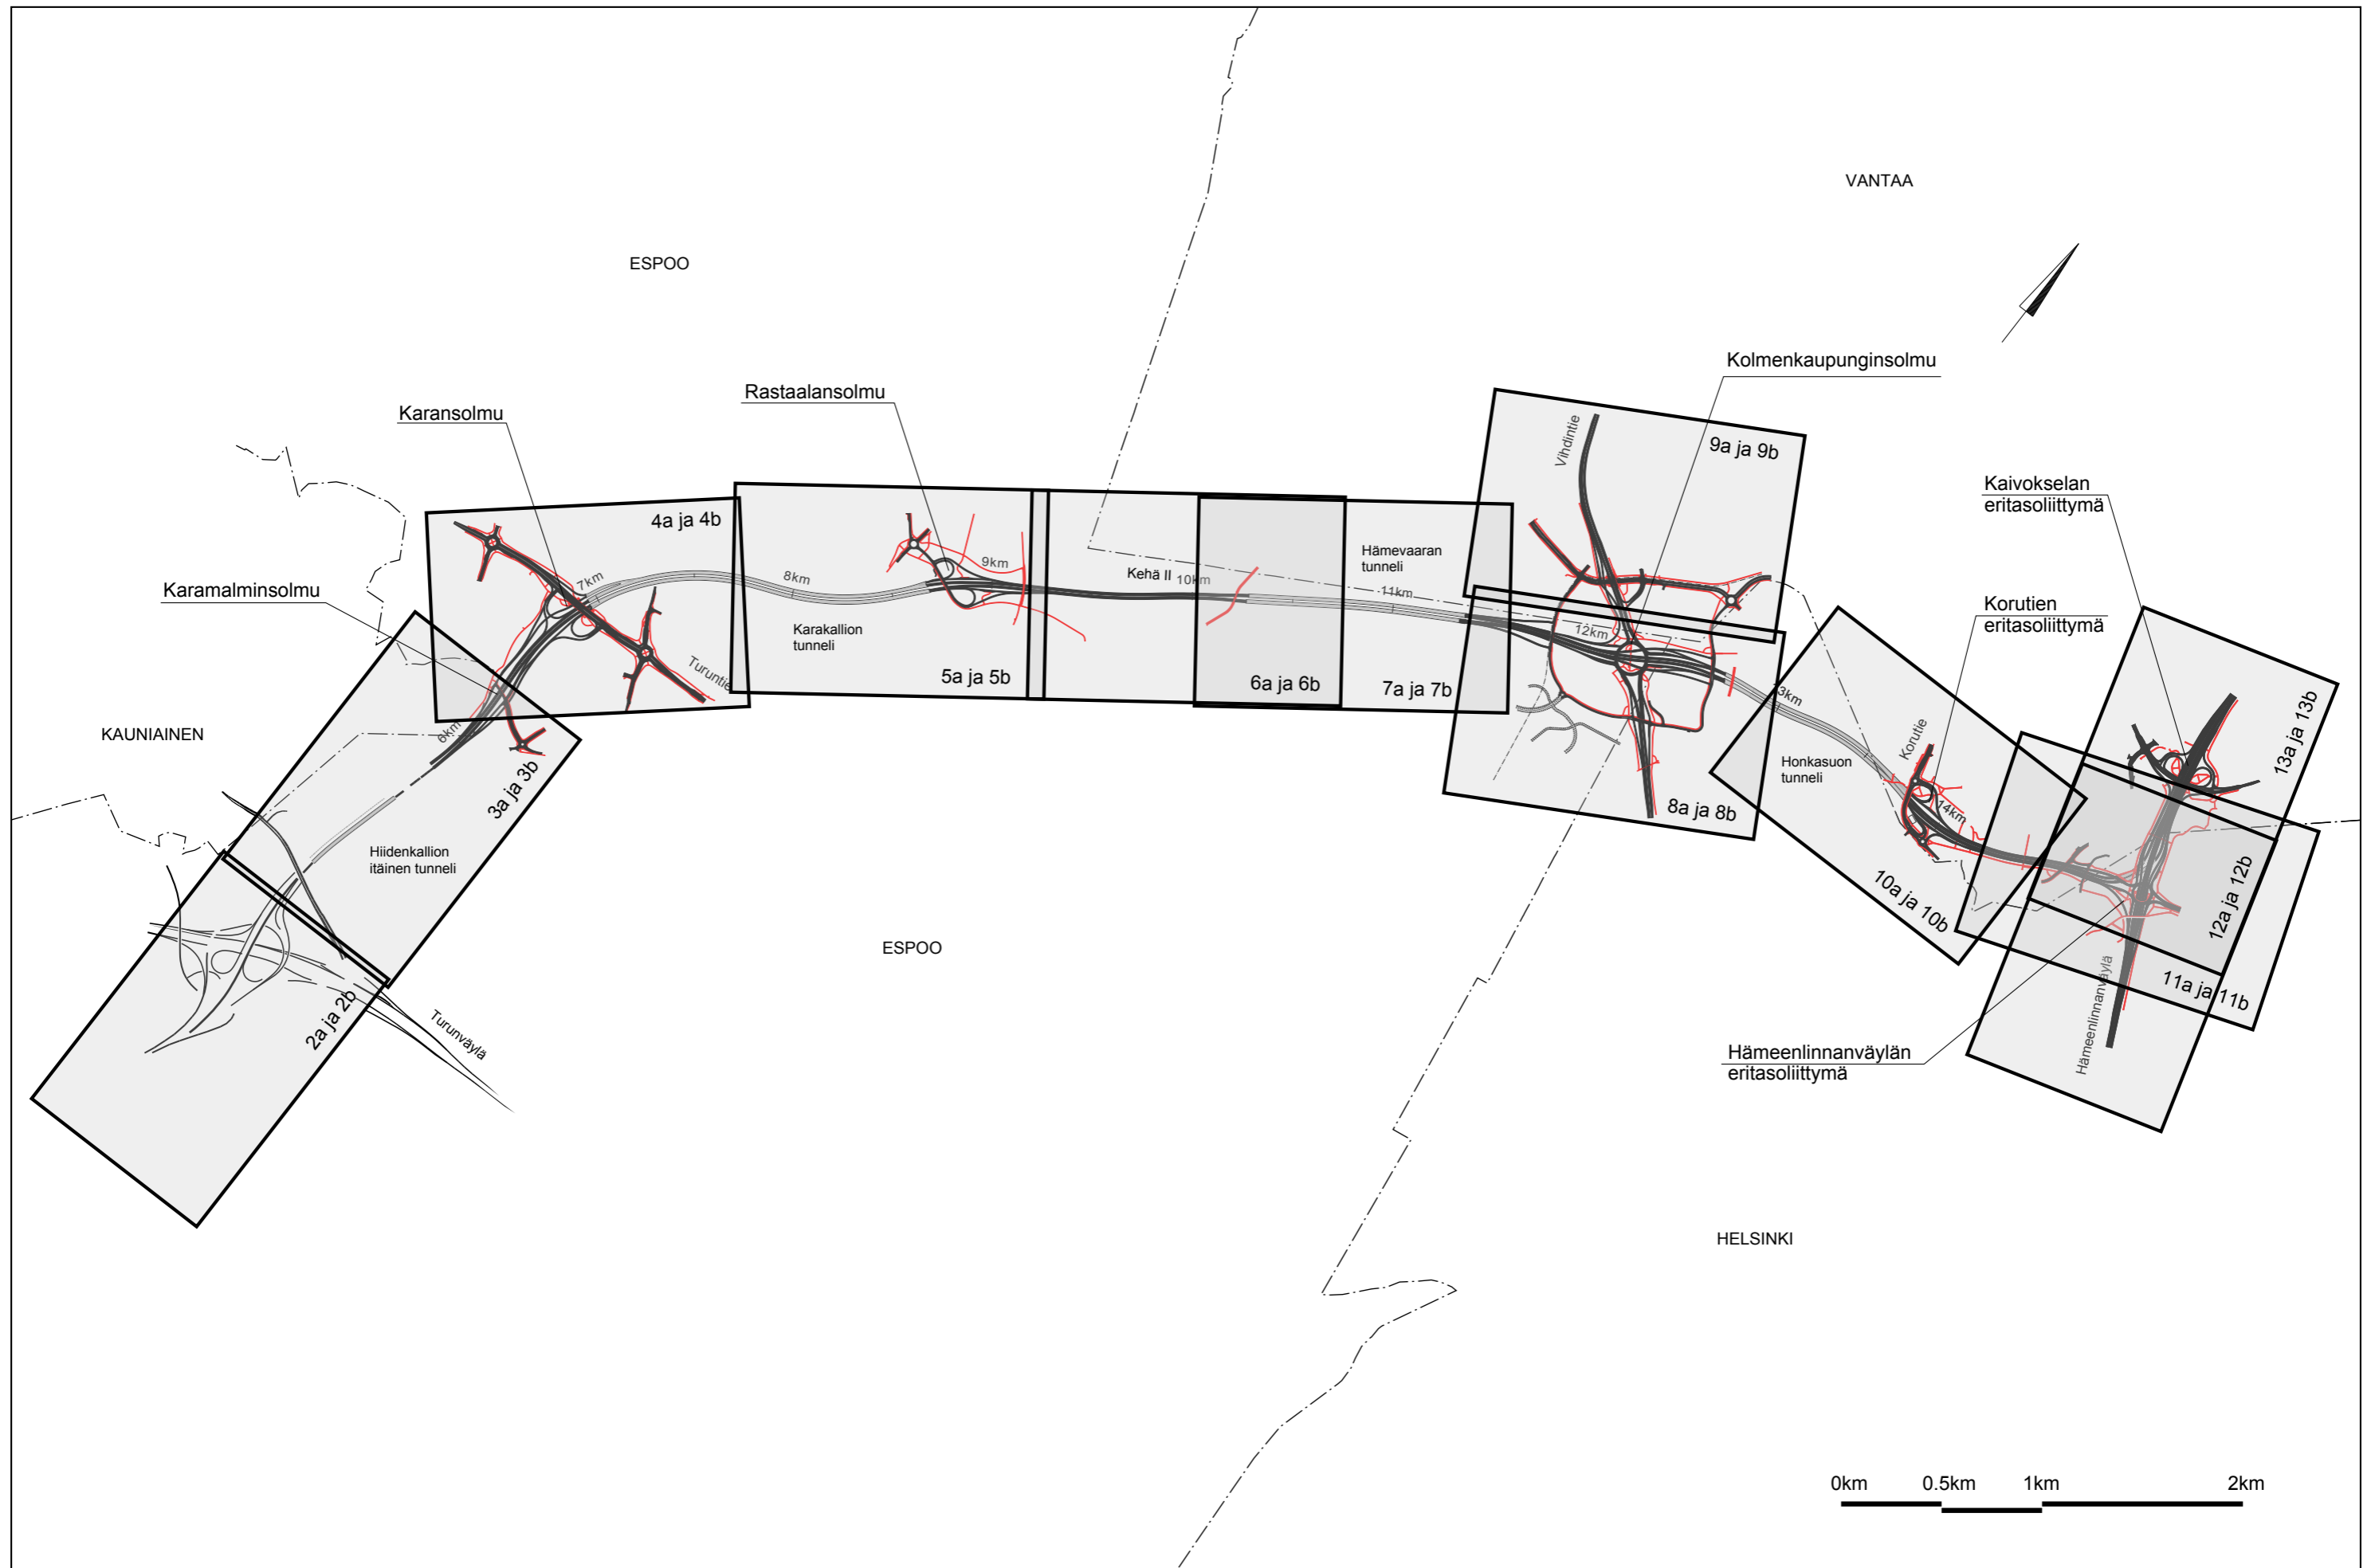 VANTAA
ESPOO
Kolmenkaupunginsolmu
Rastaalansolmu
Karansolmu
Vihdintie
9a ja 9b
Kaivokselan
eritasoliittymä
4a ja 4b
Hämevaaran
tunneli
9km
Kehä II
10km
8km
7km
11km
Karamalminsolmu
Korutien
eritasoliittymä
Karakallion
tunneli
12km
Turuntie
5a ja 5b
6a ja 6b
7a ja 7b
13km
KAUNIAINEN
6km
Korutie
13a ja 13b
Honkasuon
tunneli
3a ja 3b
8a ja 8b
14km
Hiidenkallion
itäinen tunneli
10a ja 10b
12a ja 12b
ESPOO
11a ja 11b
Hämeenlinnanväylä
2a ja 2b
Turunväylä
Hämeenlinnanväylän
eritasoliittymä
HELSINKI
0km
0.5km
1km
2km